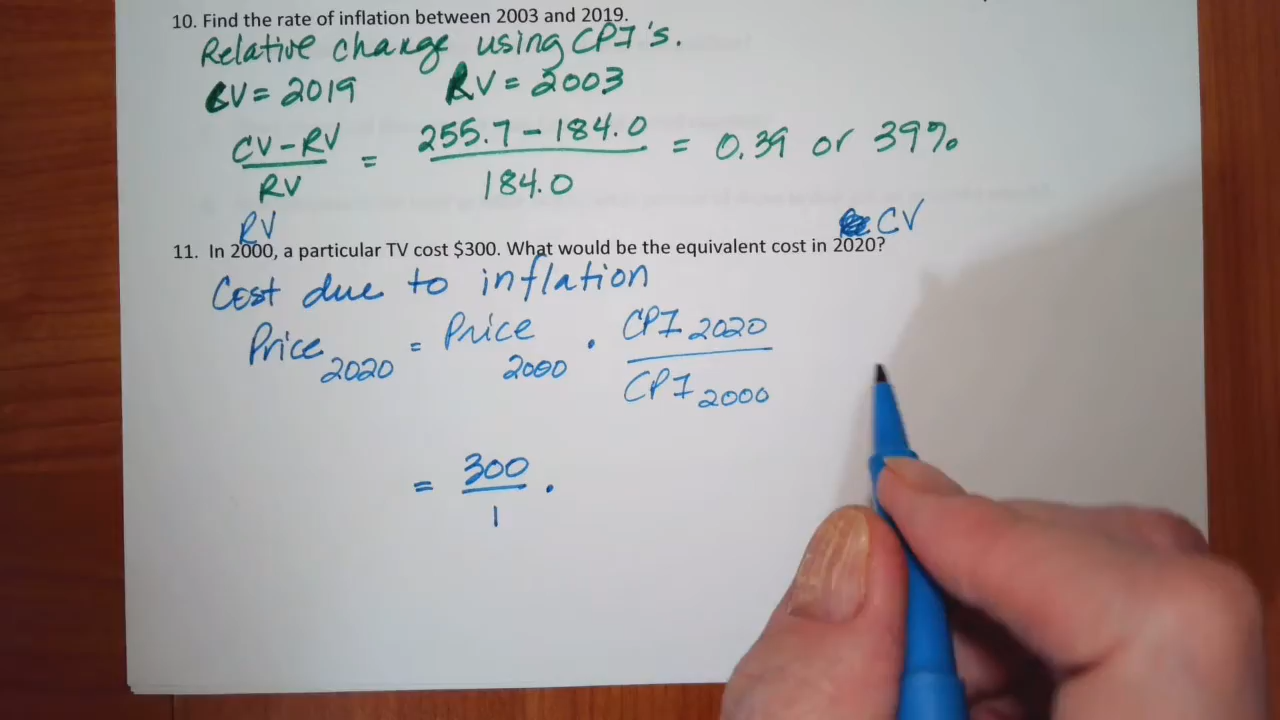 10. Find the rate of inflation between 2003 and 2019.
Relative change using CPI's.
CV = 2019 RV = 2003
CV - RV / RV = 255.7 - 184.0 / 184.0 = 0.39 or 39%
RV CV
11. In 2000, a particular TV cost $300. What would be the equivalent cost in 2020?
Cost due to inflation
Price 2020 = Price 2000 · CPI 2020 / CPI 2000
= 300 / 1 ·